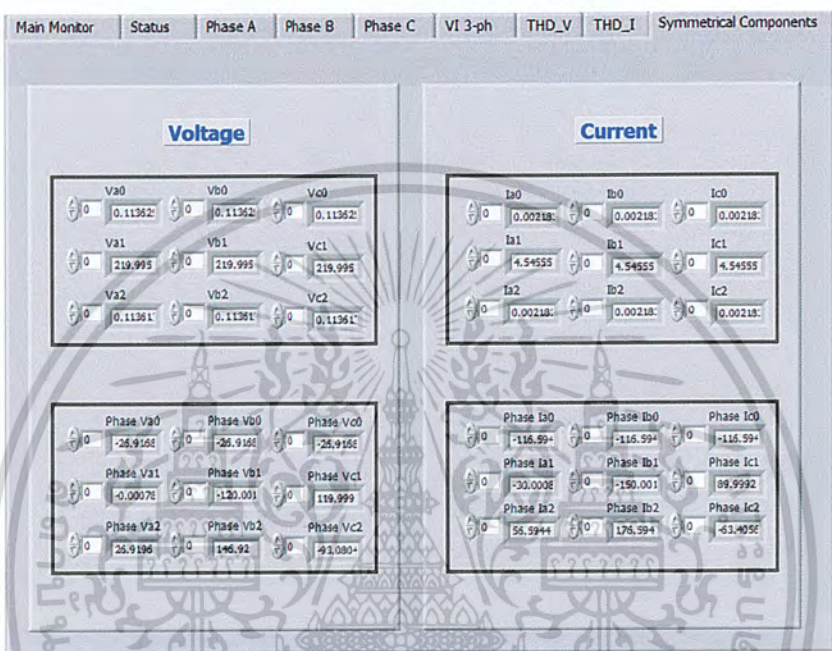 Main Monitor Status Phase A Phase B Phase C VI 3-ph THD_V THD_I Symmetrical Components
Voltage Current
Va0 Vb0 Vc0 Ia0 Ib0 Ic0
0 0.11362 0 0.11362 0 0.11362 0 0.00218 0 0.00218 0 0.00218
Va1 Vb1 Vc1 Ia1 Ib1 Ic1
0 219.995 0 219.995 0 219.995 0 4.54555 0 4.54555 0 4.54555
Va2 Vb2 Vc2 Ia2 Ib2 Ic2
0 0.11361 0 0.11361 0 0.11361 0 0.00218 0 0.00218 0 0.00218
Phase Va0 Phase Vb0 Phase Vc0 Phase Ia0 Phase Ib0 Phase Ic0
0 -26.9168 0 -26.9168 0 -26.9168 0 -116.594 0 -116.594 0 -116.594
Phase Va1 Phase Vb1 Phase Vc1 Phase Ia1 Phase Ib1 Phase Ic1
0 -0.00078 0 -120.001 0 119.999 0 -30.0008 0 -150.001 0 89.9992
Phase Va2 Phase Vb2 Phase Vc2 Phase Ia2 Phase Ib2 Phase Ic2
0 26.9196 0 146.92 0 -93.0804 0 56.5944 0 176.594 0 -63.4056